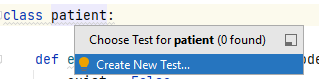 class patient:
Choose Test for patient (0 found)
def e
Create New Test...